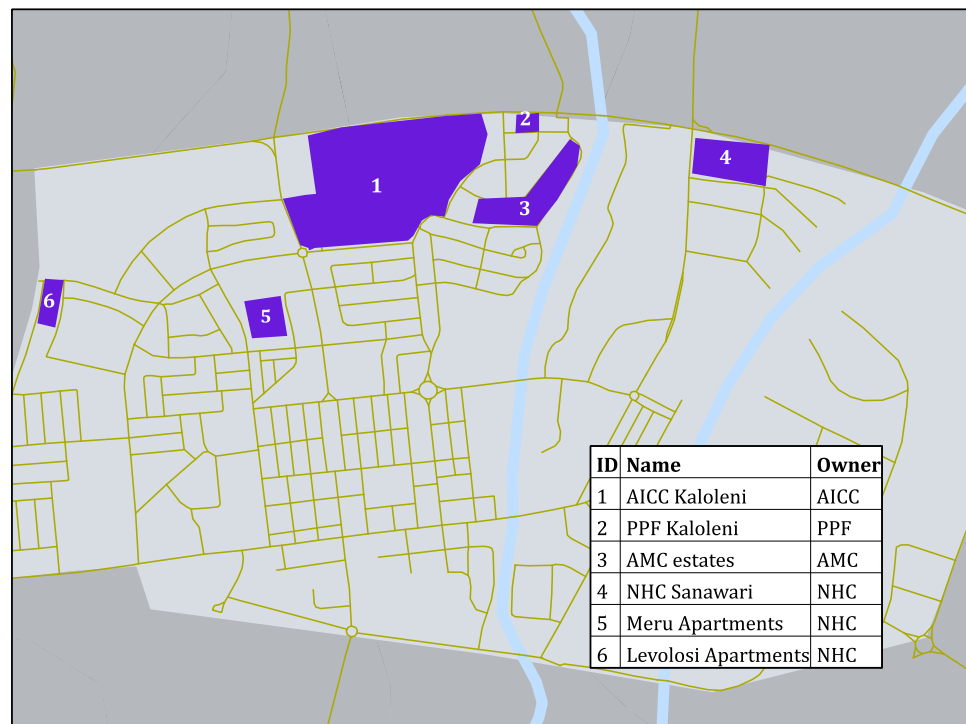 2
1
4
3
6
5
ID Name Owner
1 AICC Kaloleni AICC
2 PPF Kaloleni PPF
3 AMC estates AMC
4 NHC Sanawari NHC
5 Meru Apartments NHC
6 Levolosi Apartments NHC